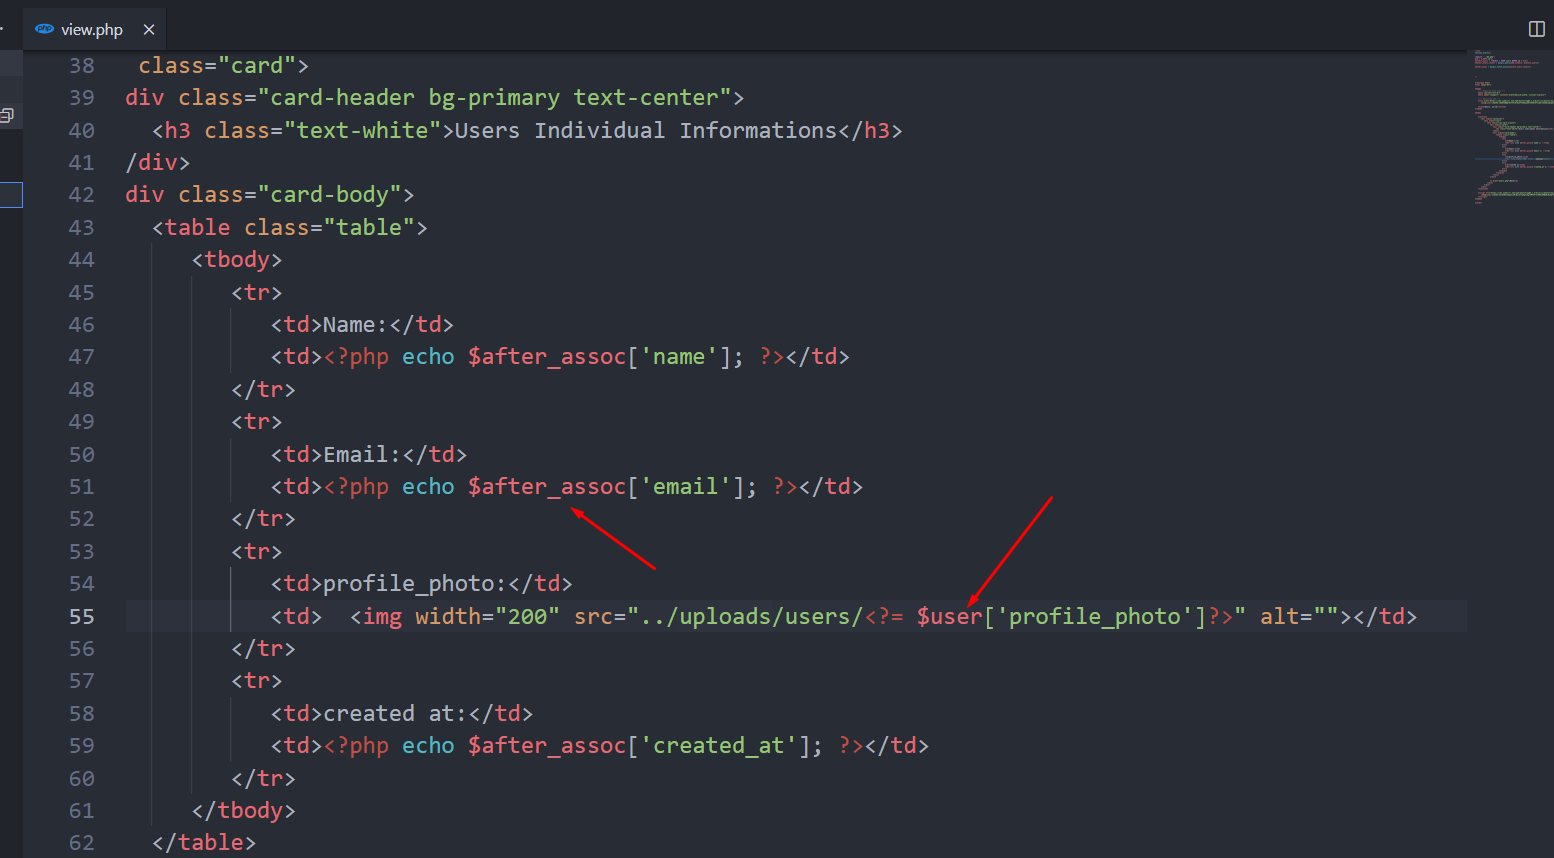 php view.php ×
38 class="card">
39 div class="card-header bg-primary text-center">
40 <h3 class="text-white">Users Individual Informations</h3>
41 /div>
42 div class="card-body">
43 <table class="table">
44 <tbody>
45 <tr>
46 <td>Name:</td>
47 <td><?php echo $after_assoc['name']; ?></td>
48 </tr>
49 <tr>
50 <td>Email:</td>
51 <td><?php echo $after_assoc['email']; ?></td>
52 </tr>
53 <tr>
54 <td>profile_photo:</td>
55 <td>  <img width="200" src="../uploads/users/<?= $user['profile_photo']?>" alt=""></td>
56 </tr>
57 <tr>
58 <td>created at:</td>
59 <td><?php echo $after_assoc['created_at']; ?></td>
60 </tr>
61 </tbody>
62 </table>